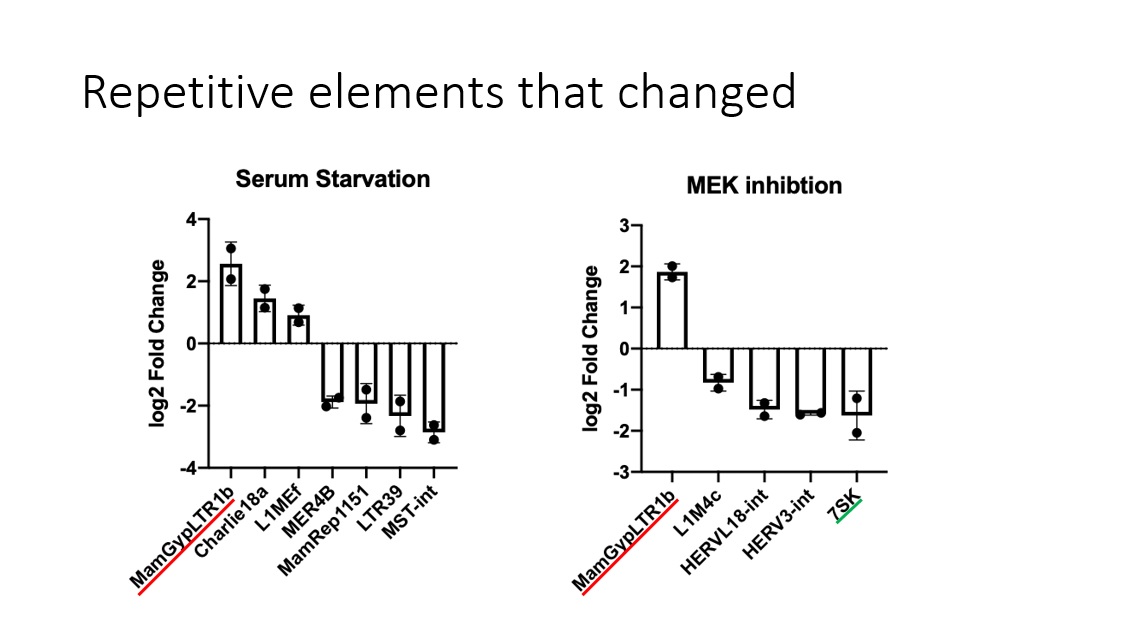 Repetitive elements that changed
Serum Starvation
log2 Fold Change
4
2
0
-2
-4
MamGypLTR1b
Charlie18a
L1MEf
MER4B
MamRep1151
LTR39
MST-int
MEK inhibtion
log2 Fold Change
3
2
1
0
-1
-2
-3
MamGypLTR1b
L1M4c
HERVL18-int
HERV3-int
7SK